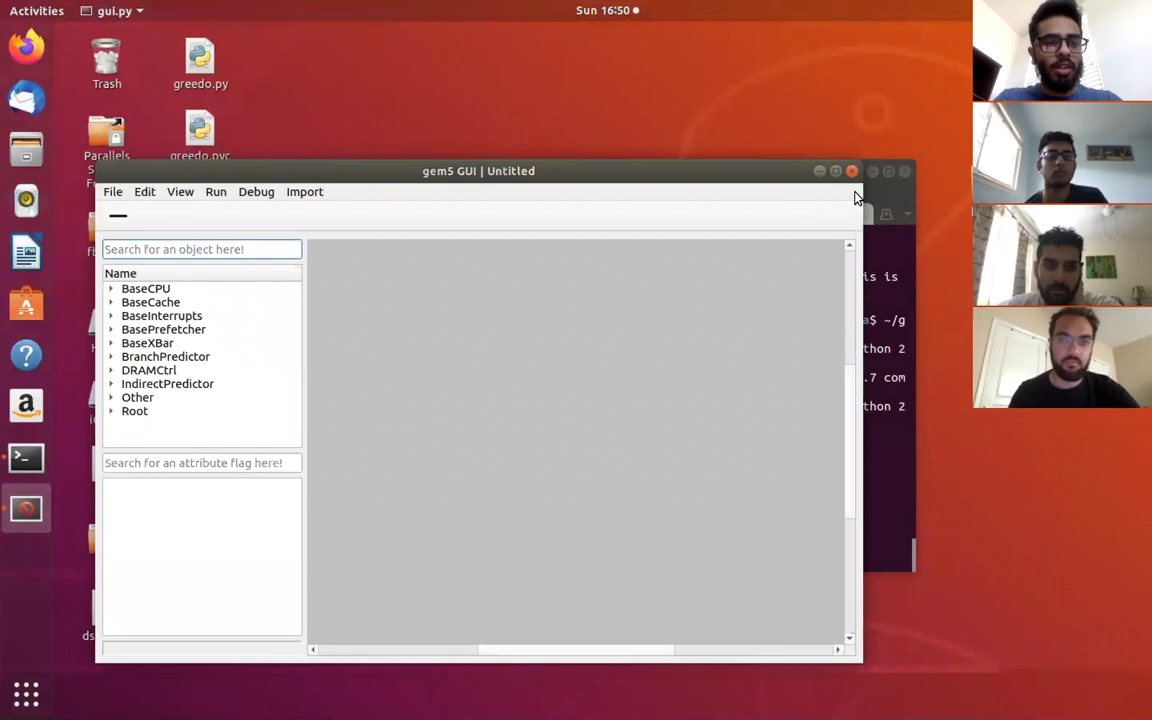 Activities
gui.py
Sun 16:50
Trash
greedo.py
Parallels
greedo.pyc
S
F
gem5 GUI | Untitled
File Edit View Run Debug Import
Search for an object here!
Name
BaseCPU
BaseCache
BaseInterrupts
BasePrefetcher
BaseXBar
BranchPredictor
DRAMCtrl
IndirectPredictor
Other
Root
Search for an attribute flag here!
is is
a$ ~/g
thon 2
.7 com
thon 2
ds